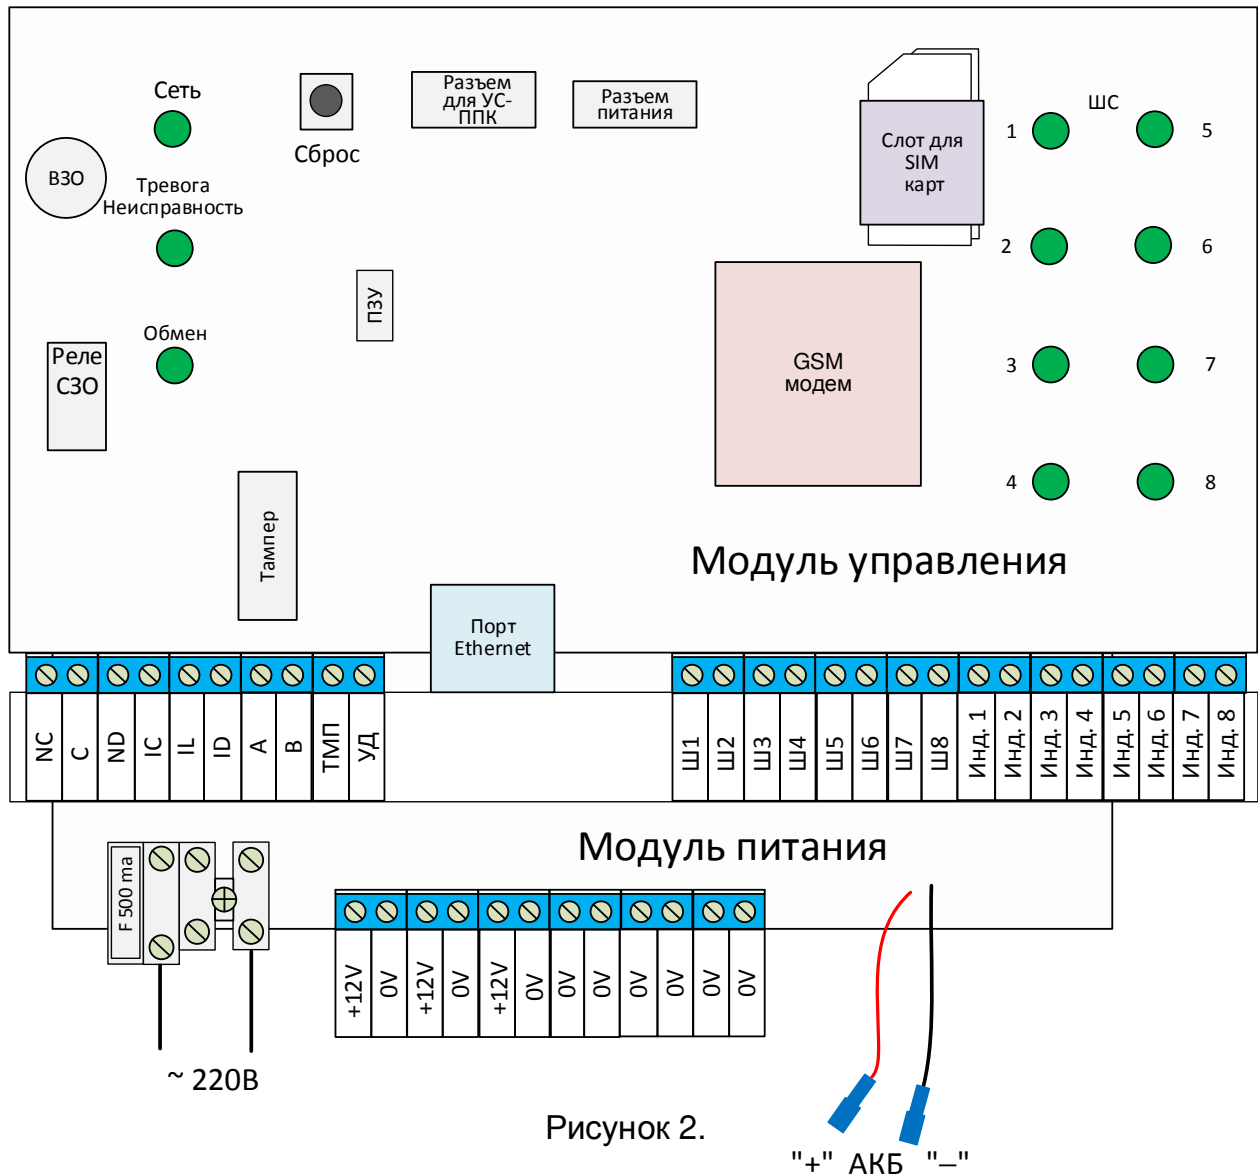 Сеть
Сброс
Разъем
для УС-
ППК
Разъем
питания
Слот для
SIM
карт
ШС
1
5
ВЗО
Тревога
Неисправность
2
6
ПЗУ
Обмен
Реле
СЗО
GSM
модем
3
7
4
8
Тампер
Модуль управления
Порт
Ethernet
NC
C
ND
IC
IL
ID
A
B
ТМП
УД
Ш1
Ш2
Ш3
Ш4
Ш5
Ш6
Ш7
Ш8
Инд. 1
Инд. 2
Инд. 3
Инд. 4
Инд. 5
Инд. 6
Инд. 7
Инд. 8
Модуль питания
F 500 ma
+12V
0V
+12V
0V
+12V
0V
0V
0V
0V
0V
0V
0V
~ 220В
Рисунок 2.
"+" АКБ "–"